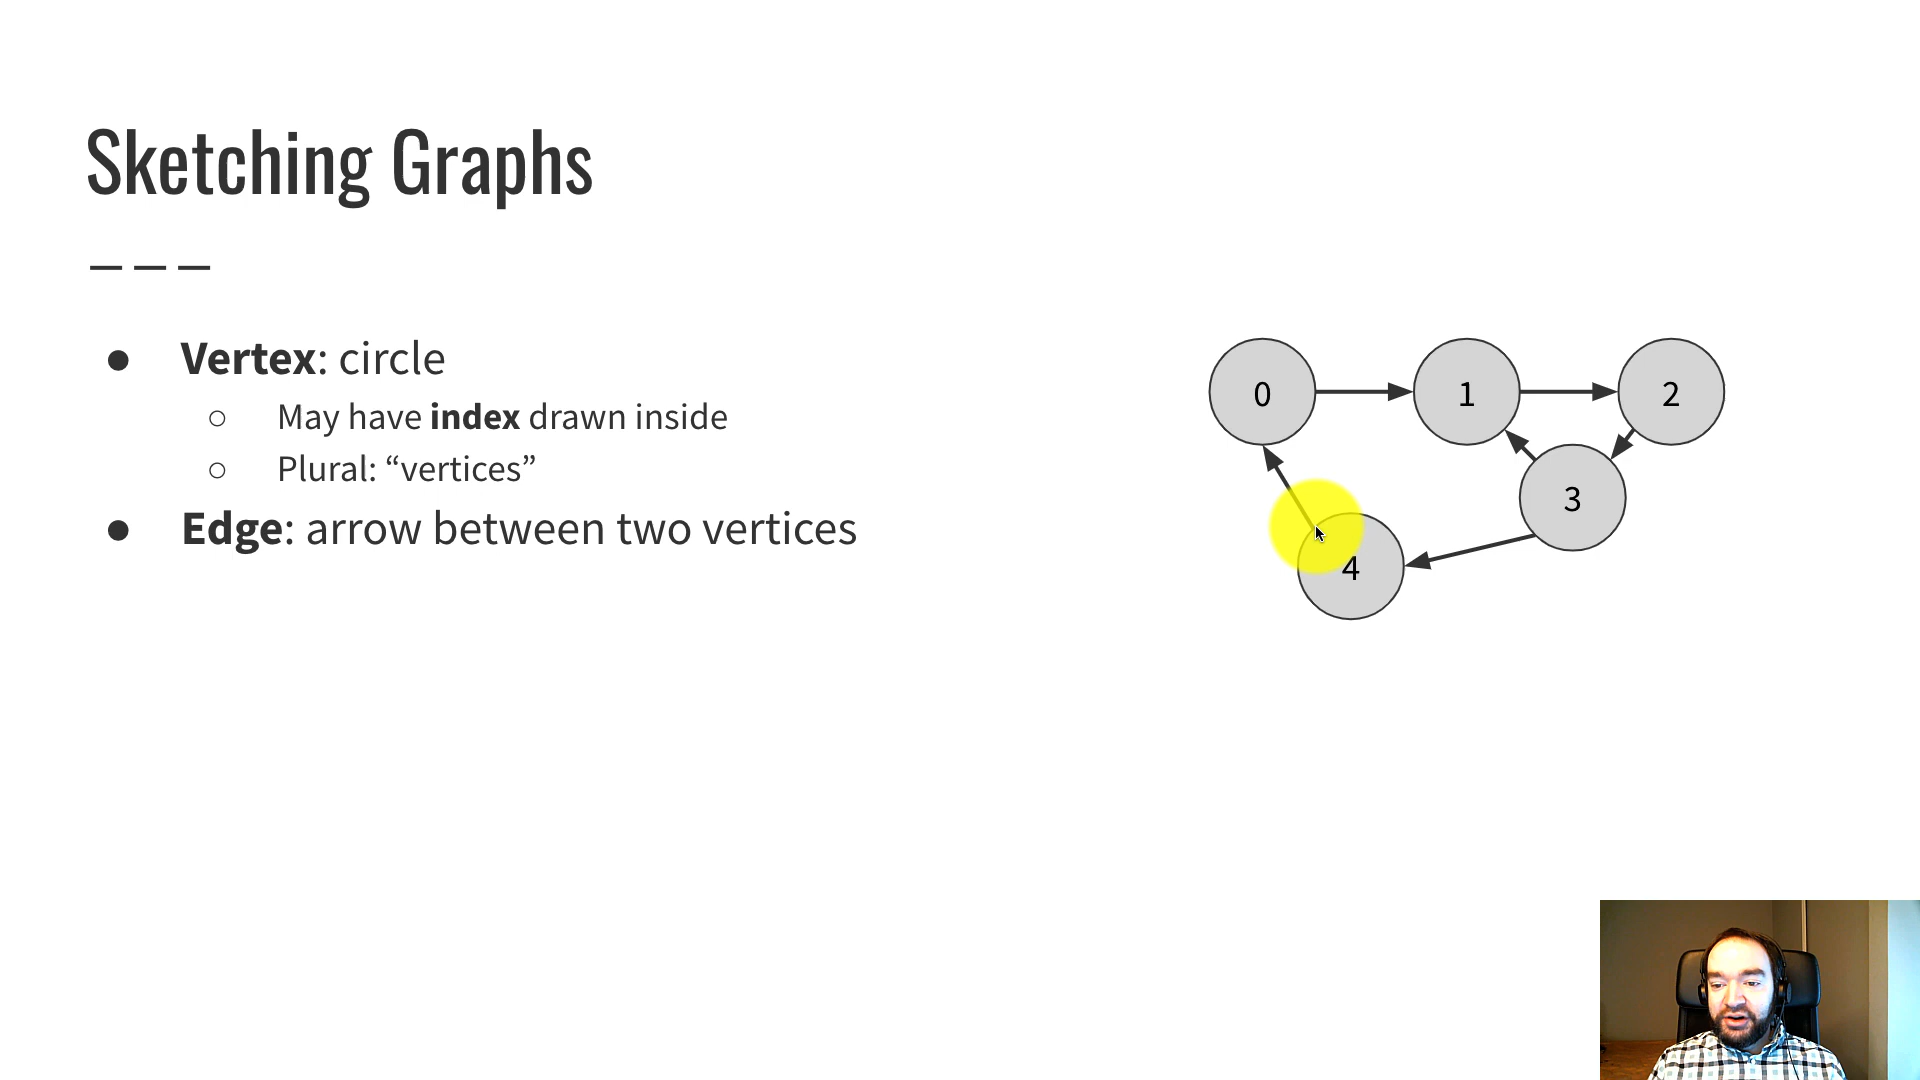 Sketching Graphs
● Vertex: circle
○ May have index drawn inside
○ Plural: “vertices”
● Edge: arrow between two vertices
0
1
2
3
4